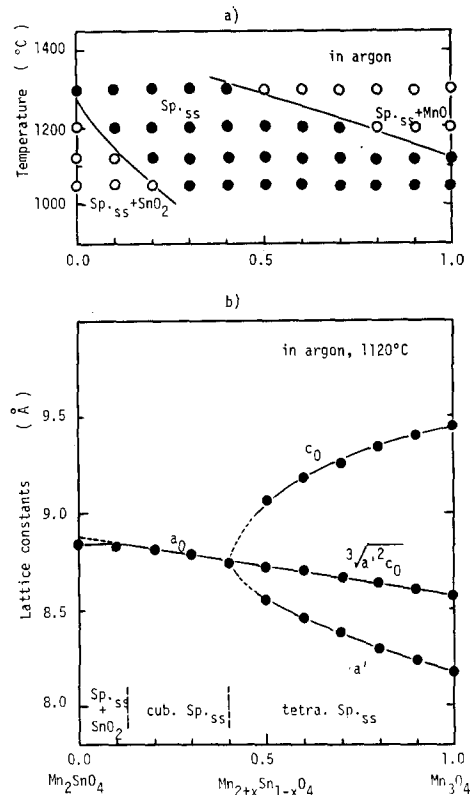 a)
1400
in argon
Sp.ss
Sp.ss+MnO
1200
Sp.ss+SnO2
1000
Temperature ( °C)
0.0 0.5 1.0
b)
in argon, 1120°C
Lattice constants ( Å )
9.5
c0
9.0
a0
3√a'2c0
8.5
a'
8.0
Sp.ss
+
SnO2
cub. Sp.ss
tetra. Sp.ss
0.0 0.5 1.0
Mn2SnO4 Mn2+xSn1-xO4 Mn3O4